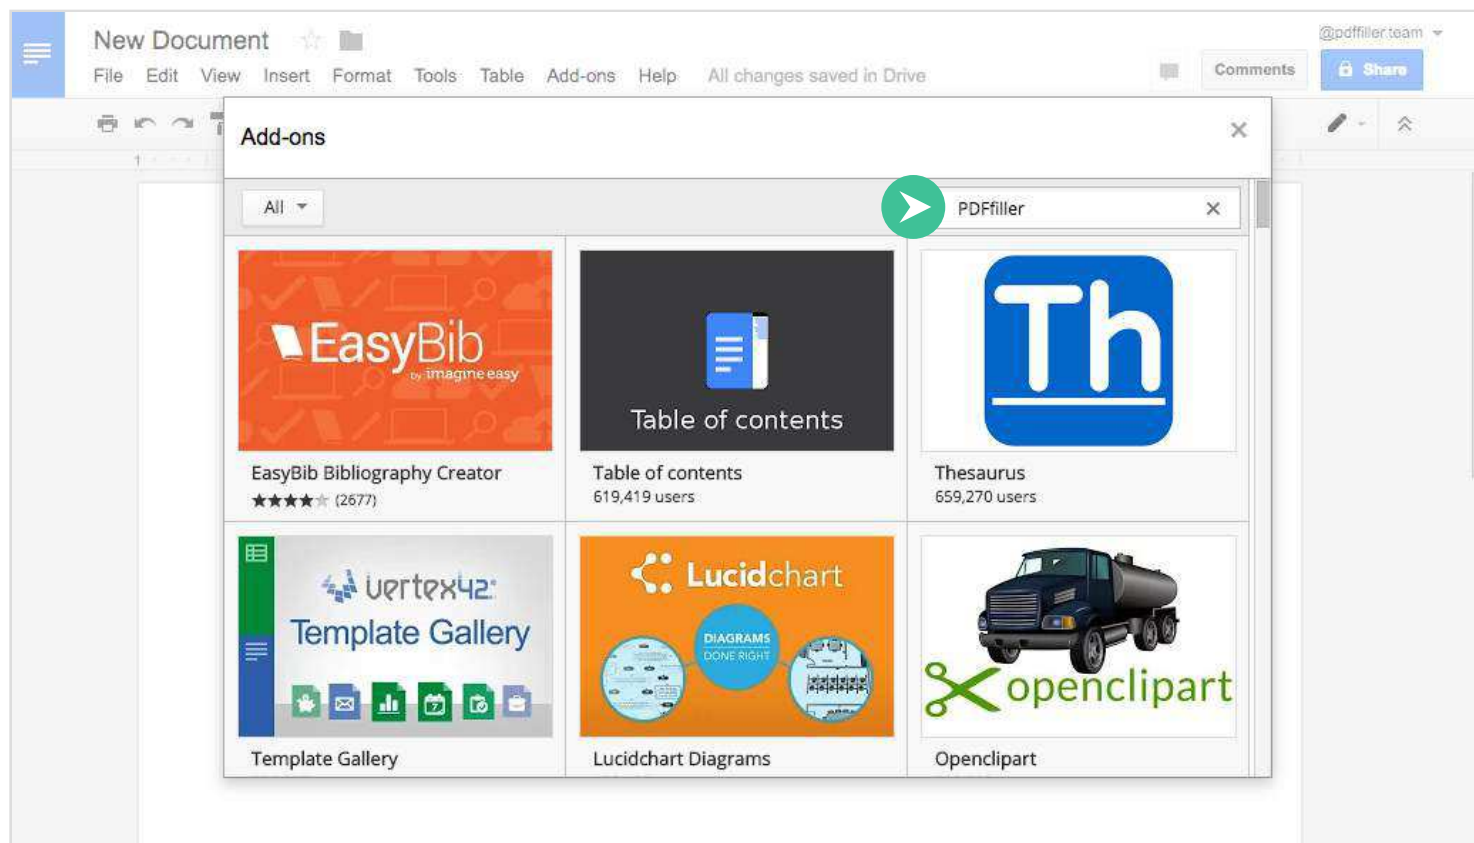 New Document
@pdffiller.team
File Edit View Insert Format Tools Table Add-ons Help All changes saved in Drive
Comments
Share
1
Add-ons
All
PDFfiller
EasyBib
by imagine easy
Table of contents
Th
EasyBib Bibliography Creator
(2677)
Table of contents
619,419 users
Thesaurus
659,270 users
vertex42
Template Gallery
7
Lucidchart
DIAGRAMS
DONE RIGHT
openclipart
Template Gallery
Lucidchart Diagrams
Openclipart